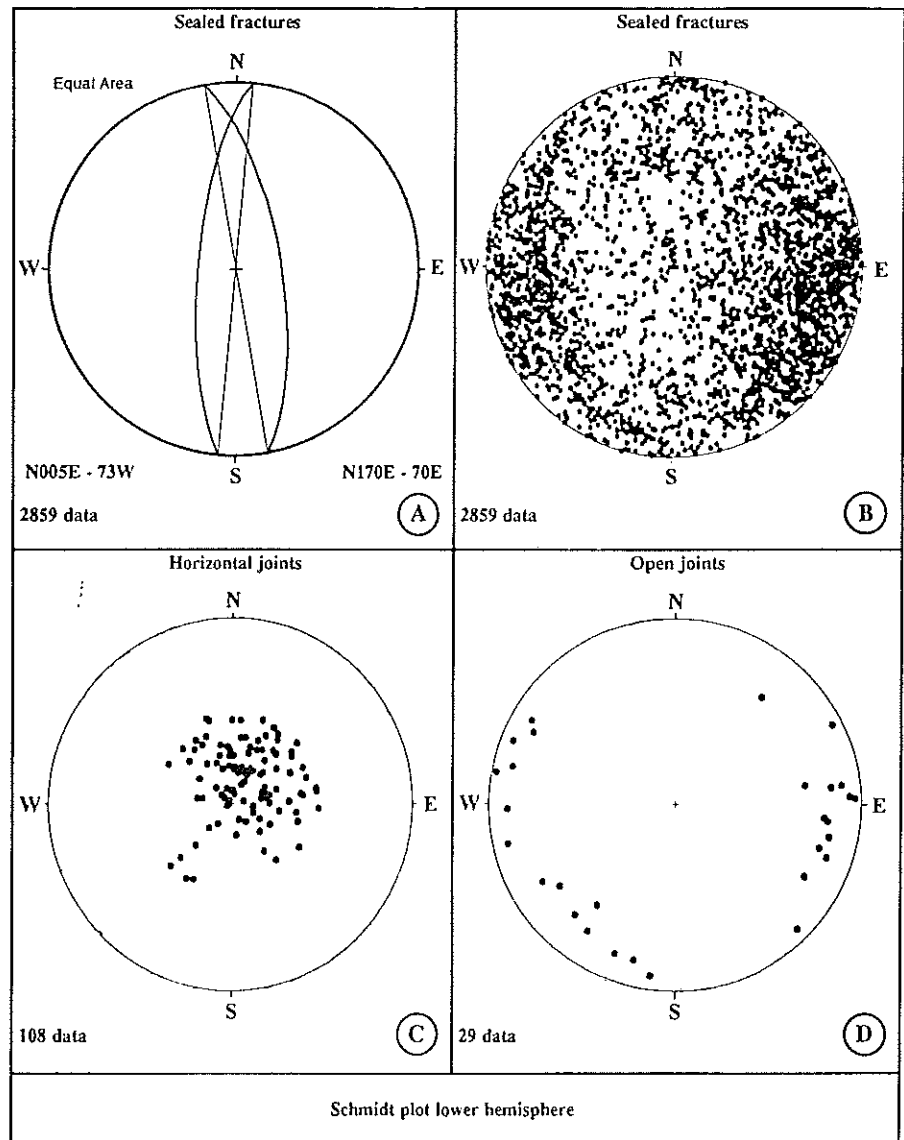 Sealed fractures
N
Equal Area
W
E
S
N005E - 73W
N170E - 70E
2859 data
A
Sealed fractures
N
W
E
S
2859 data
B
Horizontal joints
N
W
E
S
108 data
C
Open joints
N
W
E
S
29 data
D
Schmidt plot lower hemisphere